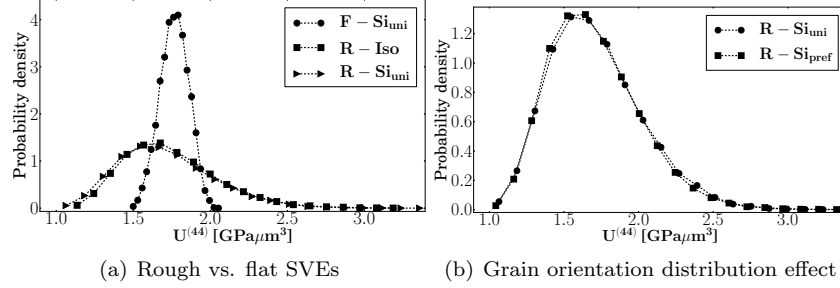 Probability density
4
3
2
1
0
1.0 1.5 2.0 2.5 3.0
U(44) [GPaμm³]
F − Si_uni
R − Iso
R − Si_uni
(a) Rough vs. flat SVEs
Probability density
1.2
1.0
0.8
0.6
0.4
0.2
0.0
1.0 1.5 2.0 2.5 3.0
U(44) [GPaμm³]
R − Si_uni
R − Si_pref
(b) Grain orientation distribution effect